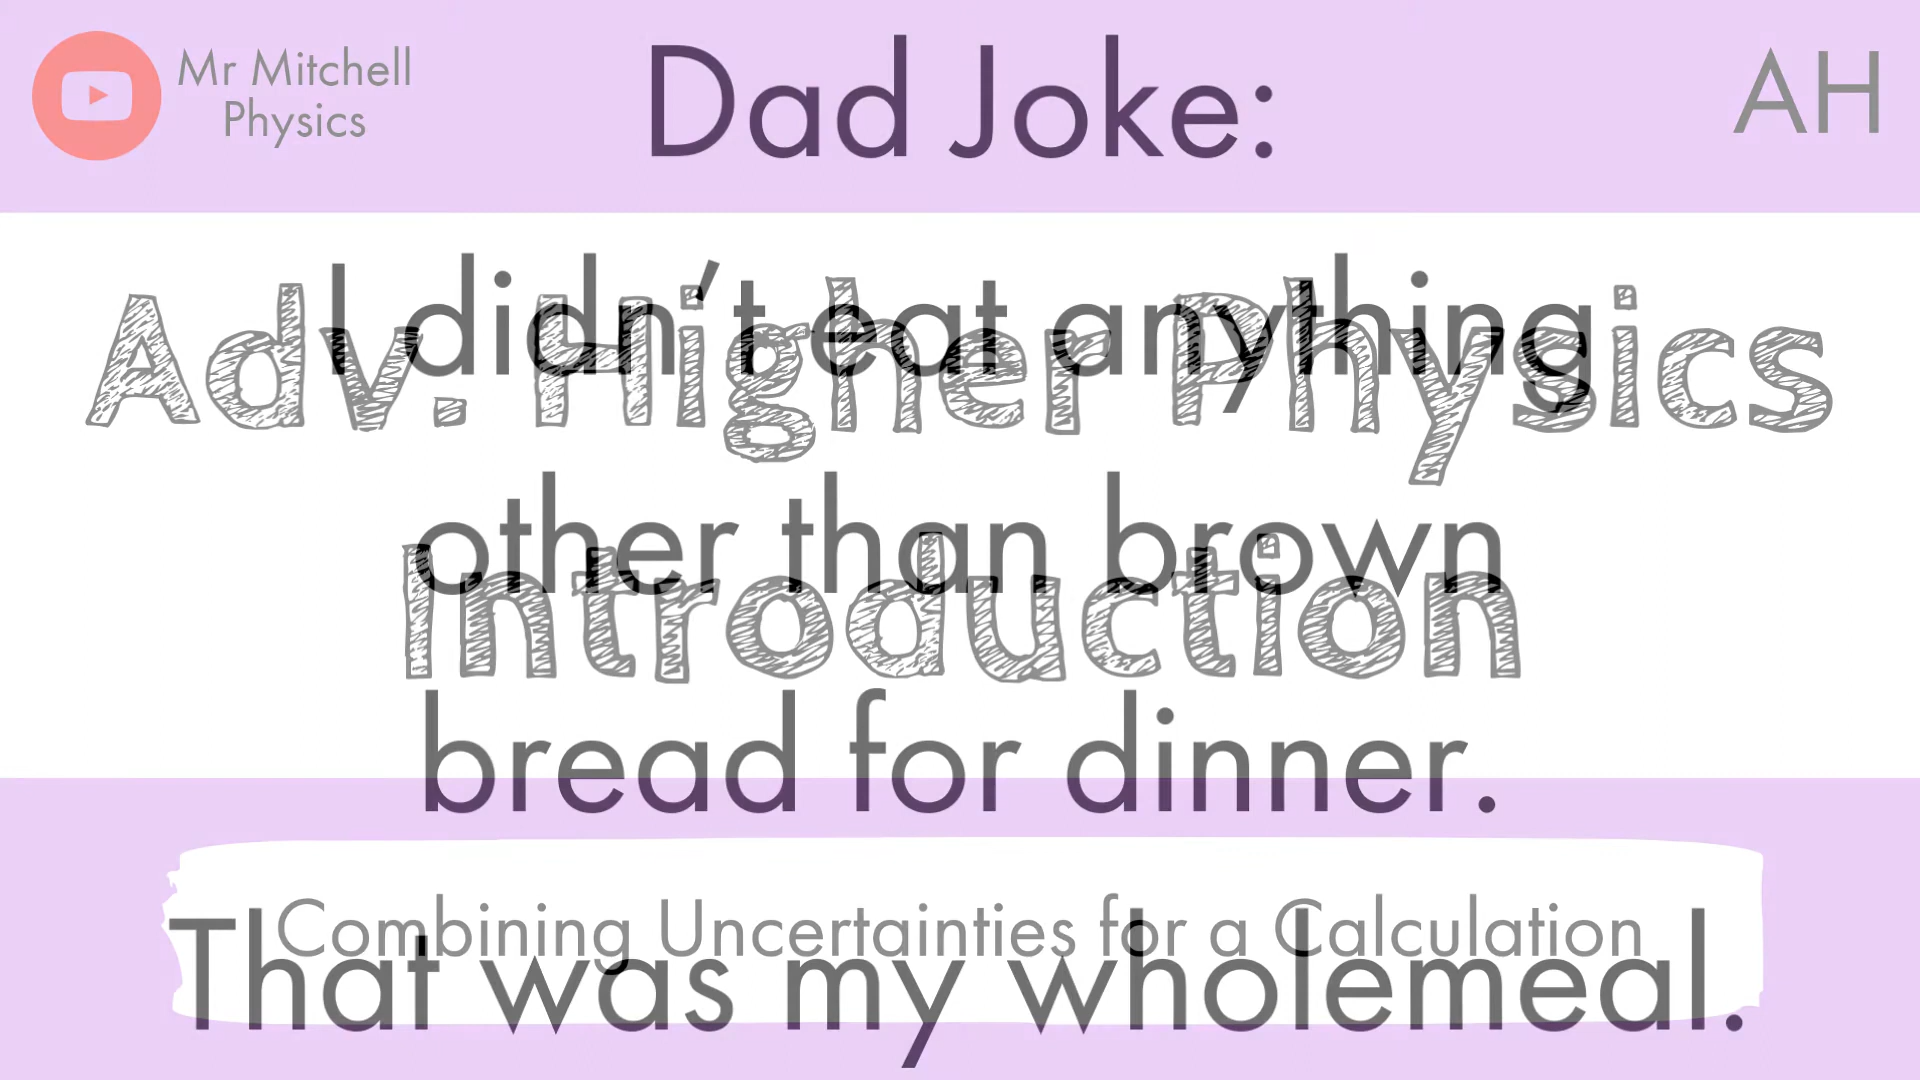 Mr Mitchell
Physics
Dad Joke:
AH
I didn't eat anything
Adv. Higher Physics
other than brown
Introduction
bread for dinner.
Combining Uncertainties for a Calculation
That was my wholemeal.